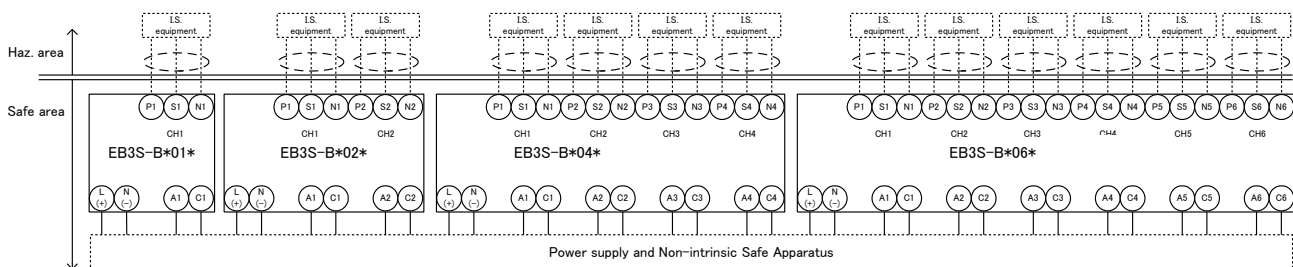 I.S. equipment I.S. equipment I.S. equipment I.S. equipment I.S. equipment I.S. equipment I.S. equipment I.S. equipment I.S. equipment I.S. equipment I.S. equipment I.S. equipment I.S. equipment
Haz. area
Safe area
P1 S1 N1 P1 S1 N1 P2 S2 N2 P1 S1 N1 P2 S2 N2 P3 S3 N3 P4 S4 N4 P1 S1 N1 P2 S2 N2 P3 S3 N3 P4 S4 N4 P5 S5 N5 P6 S6 N6
CH1 CH1 CH2 CH1 CH2 CH3 CH4 CH1 CH2 CH3 CH4 CH5 CH6
EB3S-B*01* EB3S-B*02* EB3S-B*04* EB3S-B*06*
L (+) N (-) A1 C1 L (+) N (-) A1 C1 A2 C2 L (+) N (-) A1 C1 A2 C2 A3 C3 A4 C4 L (+) N (-) A1 C1 A2 C2 A3 C3 A4 C4 A5 C5 A6 C6
Power supply and Non-intrinsic Safe Apparatus